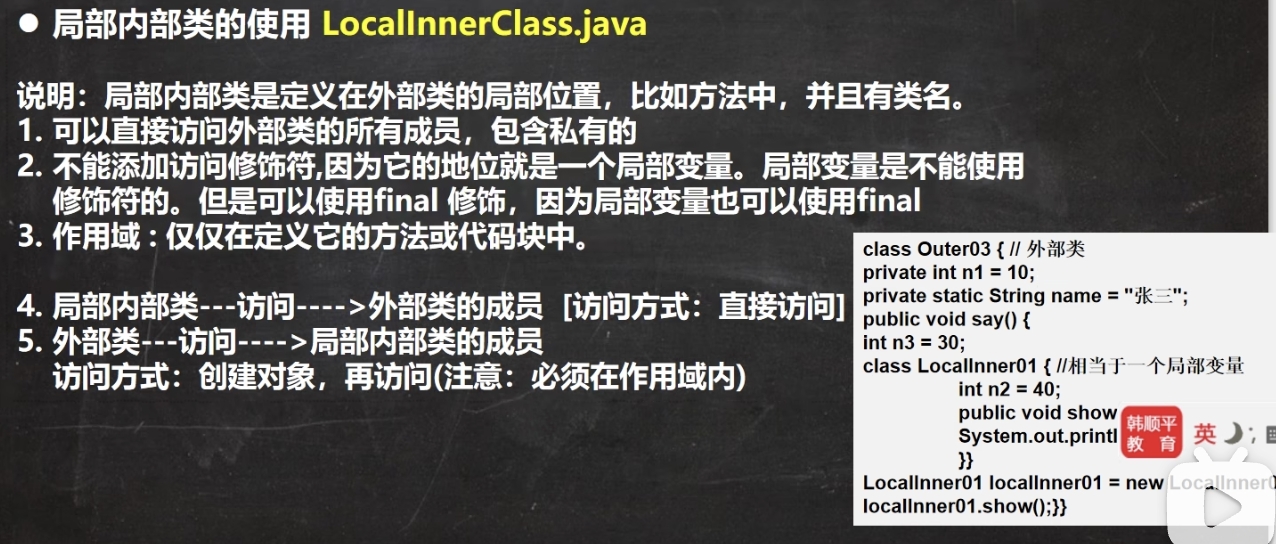 ● 局部内部类的使用 LocalInnerClass.java
说明：局部内部类是定义在外部类的局部位置，比如方法中，并且有类名。
1. 可以直接访问外部类的所有成员，包含私有的
2. 不能添加访问修饰符,因为它的地位就是一个局部变量。局部变量是不能使用
修饰符的。但是可以使用final 修饰，因为局部变量也可以使用final
3. 作用域 : 仅仅在定义它的方法或代码块中。
4. 局部内部类---访问---->外部类的成员 [访问方式：直接访问]
5. 外部类---访问---->局部内部类的成员
访问方式：创建对象，再访问(注意：必须在作用域内)
class Outer03 { // 外部类
private int n1 = 10;
private static String name = "张三";
public void say() {
int n3 = 30;
class LocalInner01 { //相当于一个局部变量
int n2 = 40;
public void show
System.out.printl
}}
LocalInner01 localInner01 = new LocalInner0
localInner01.show();}}
韩顺平
教 育
英